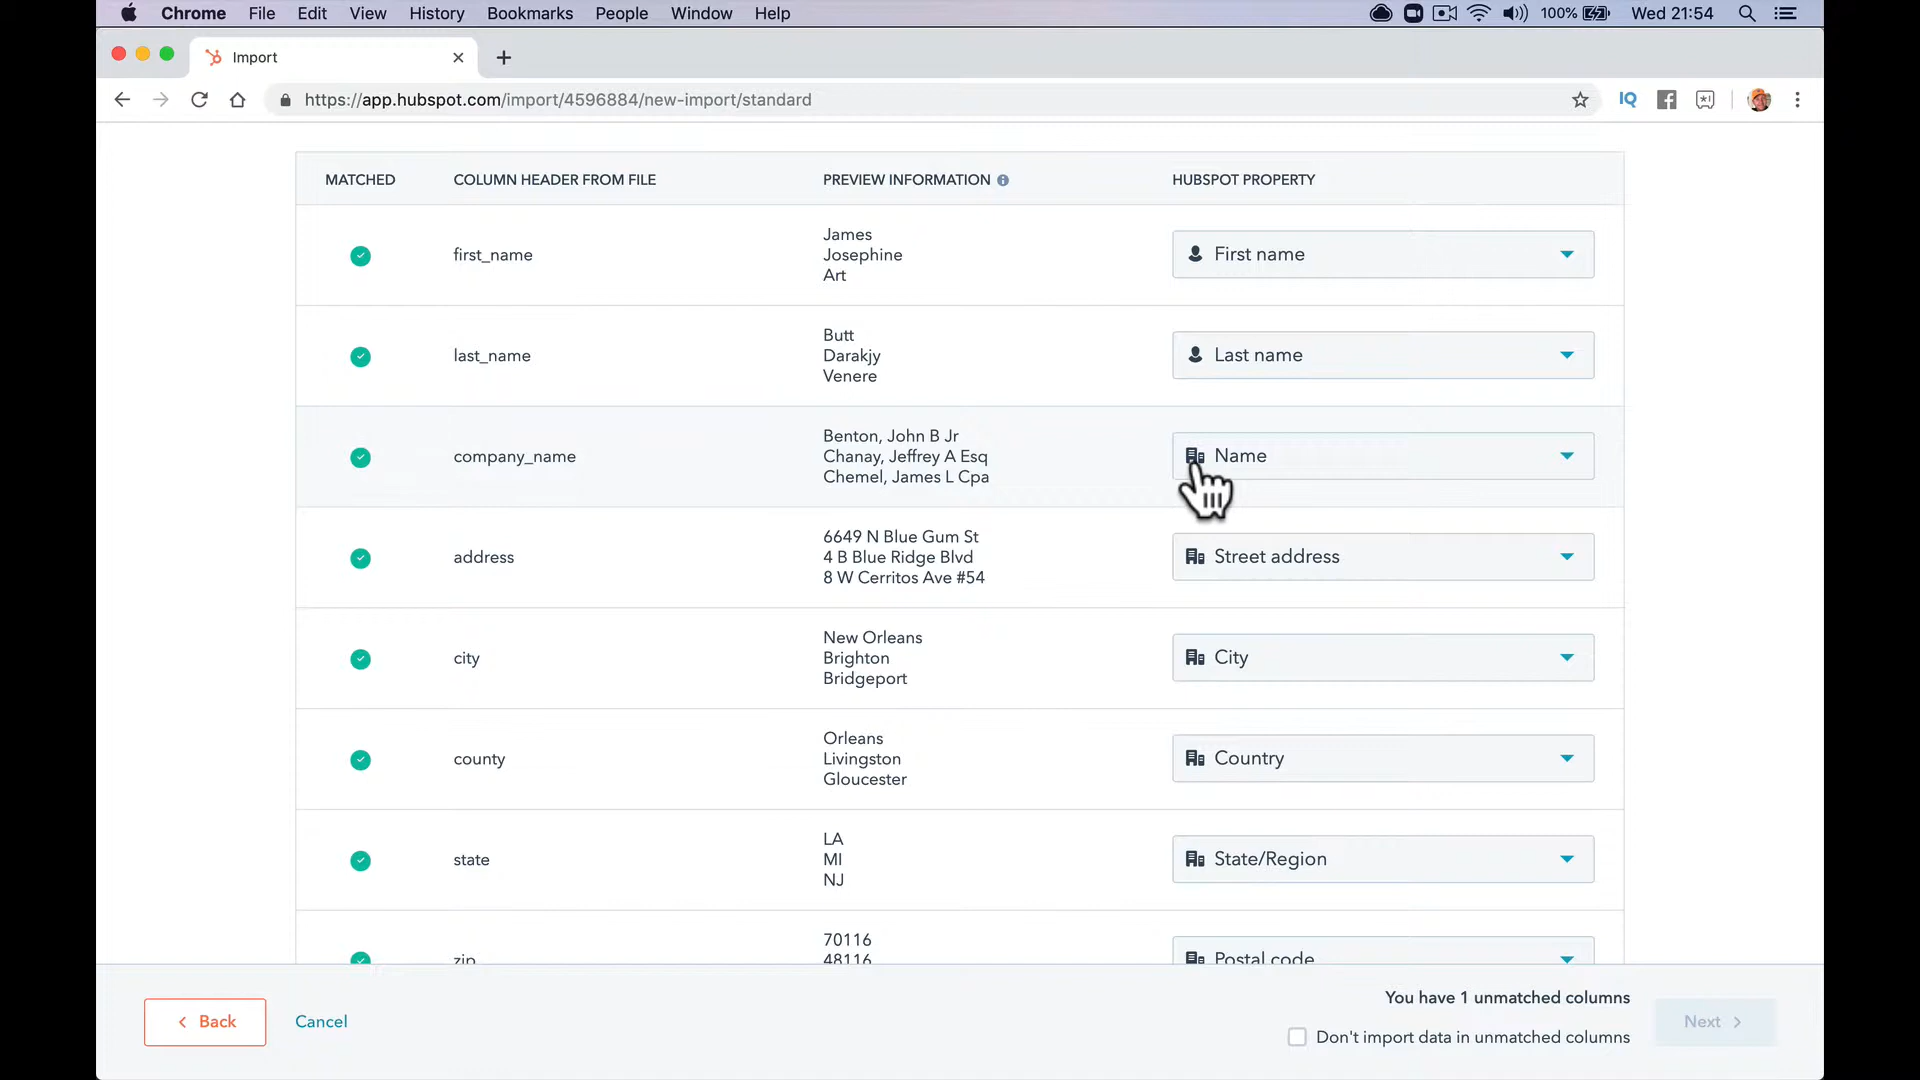 Chrome File Edit View History Bookmarks People Window Help 100% Wed 21:54
Import
https://app.hubspot.com/import/4596884/new-import/standard
IQ
MATCHED COLUMN HEADER FROM FILE PREVIEW INFORMATION HUBSPOT PROPERTY
James
first_name Josephine First name
Art
Butt
last_name Darakjy Last name
Venere
Benton, John B Jr
company_name Chanay, Jeffrey A Esq Name
Chemel, James L Cpa
6649 N Blue Gum St
address 4 B Blue Ridge Blvd Street address
8 W Cerritos Ave #54
New Orleans
city Brighton City
Bridgeport
Orleans
county Livingston Country
Gloucester
LA
state MI State/Region
NJ
70116
zip 48116 Postal code
You have 1 unmatched columns
Back Cancel Next
Don't import data in unmatched columns